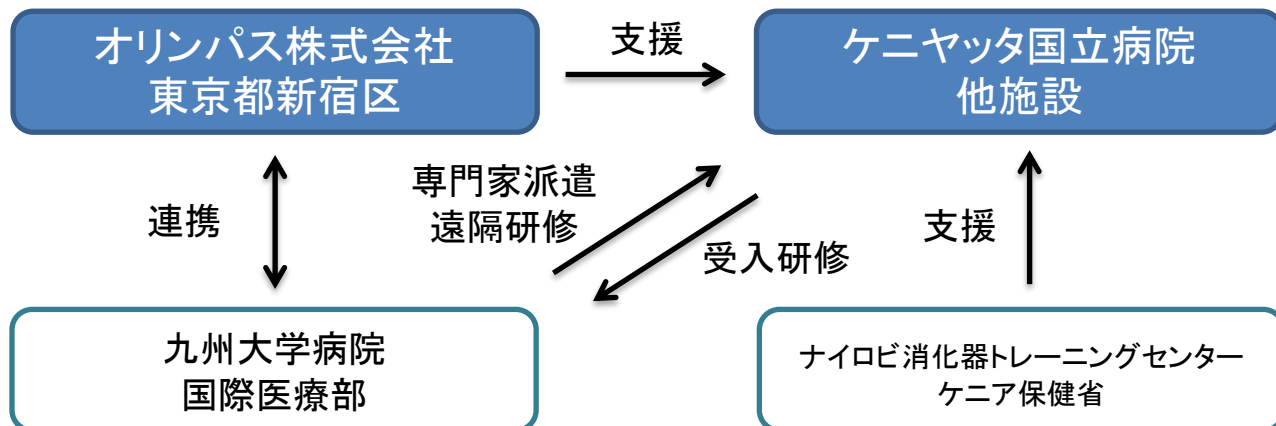 オリンパス株式会社
東京都新宿区
支援
ケニヤッタ国立病院
他施設
連携
専門家派遣
遠隔研修
受入研修
支援
九州大学病院
国際医療部
ナイロビ消化器トレーニングセンター
ケニア保健省